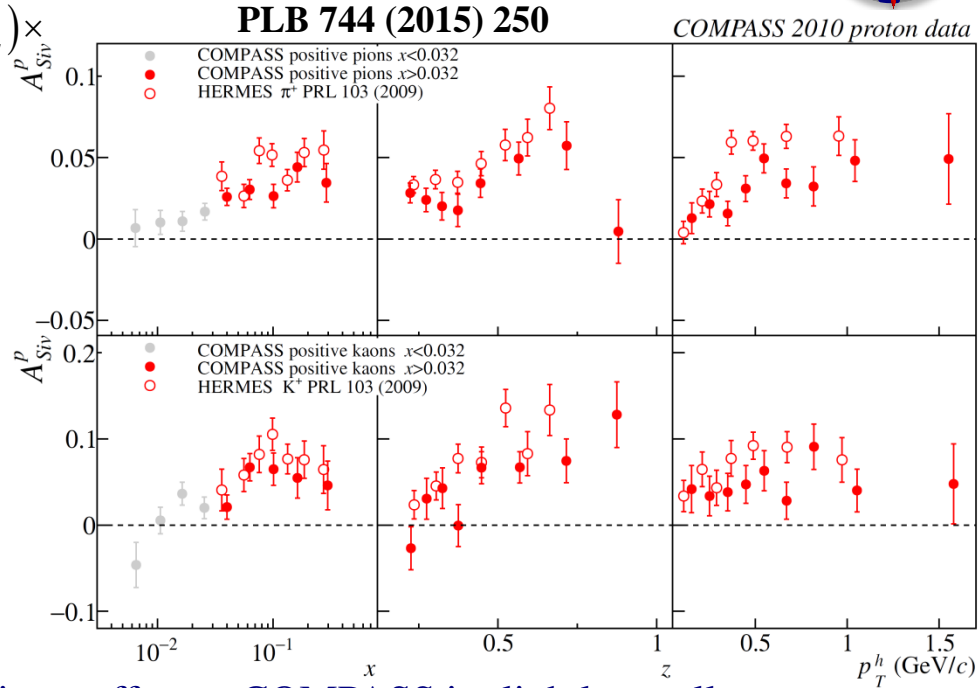 )×
PLB 744 (2015) 250
COMPASS 2010 proton data
A^p_Siv
0.1
0.05
0
−0.05
COMPASS positive pions x<0.032
COMPASS positive pions x>0.032
HERMES π⁺ PRL 103 (2009)
A^p_Siv
0.2
0.1
0
−0.1
COMPASS positive kaons x<0.032
COMPASS positive kaons x>0.032
HERMES K⁺ PRL 103 (2009)
10⁻² 10⁻¹ 0.5 1 0.5 1 1.5
x z p_T^h (GeV/c)